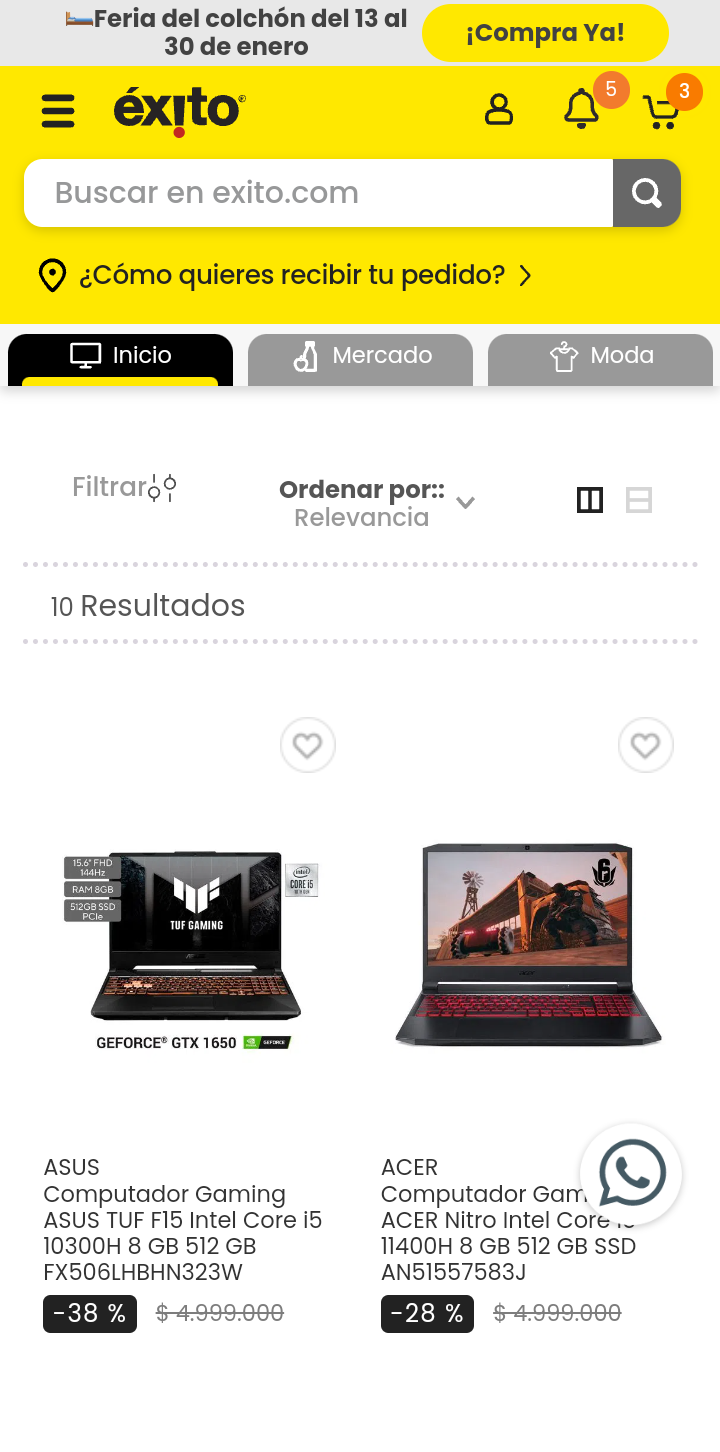 Feria del colchón del 13 al
30 de enero
¡Compra Ya!
éxito
5
3
Buscar en exito.com
¿Cómo quieres recibir tu pedido?
Inicio
Mercado
Moda
Filtrar
Ordenar por::
Relevancia
10 Resultados
15.6" FHD
144Hz
RAM 8GB
512GB SSD
PCIe
intel
CORE i5
TUF GAMING
GEFORCE® GTX 1650
GEFORCE
ASUS
Computador Gaming
ASUS TUF F15 Intel Core i5
10300H 8 GB 512 GB
FX506LHBHN323W
-38 %
$ 4.999.000
ACER
Computador Gam
ACER Nitro Intel Core
11400H 8 GB 512 GB SSD
AN51557583J
-28 %
$ 4.999.000